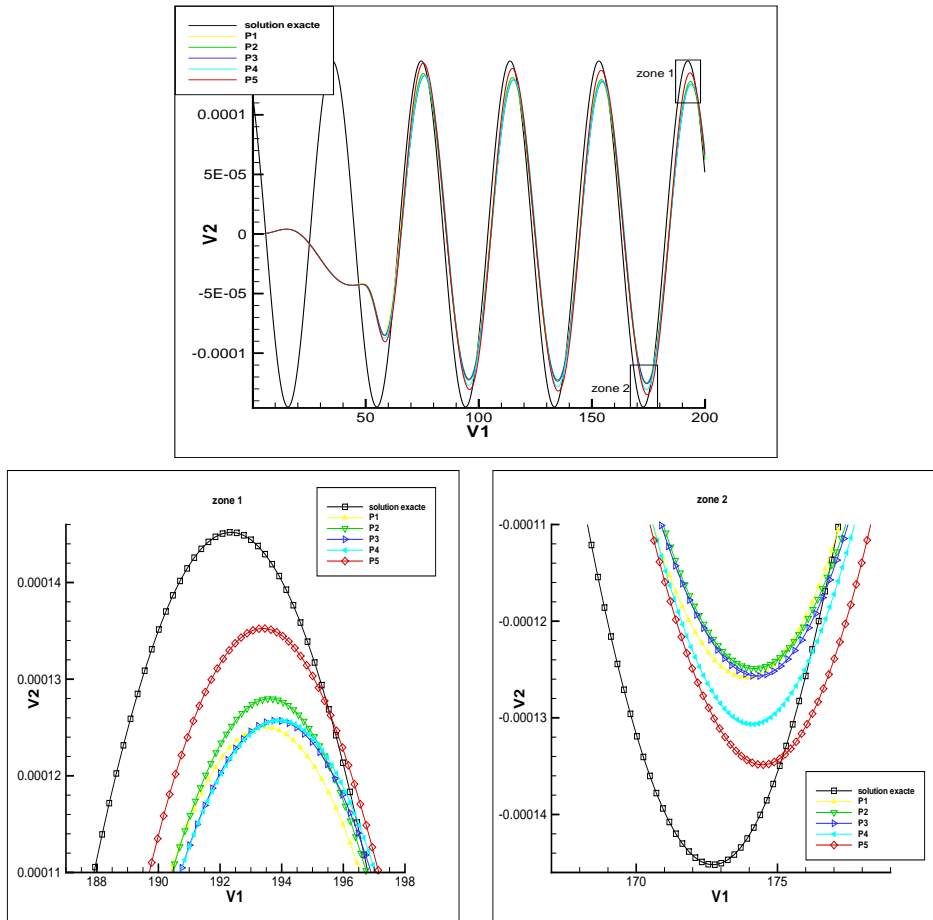 solution exacte
P1
P2
P3
P4
P5
zone 1
0.0001
5E-05
0
-5E-05
-0.0001
V2
zone 2
50
100
150
200
V1
zone 1
solution exacte
P1
P2
P3
P4
P5
0.00014
0.00013
0.00012
0.00011
V2
188
190
192
194
196
198
V1
zone 2
-0.00011
-0.00012
-0.00013
-0.00014
V2
solution exacte
P1
P2
P3
P4
P5
170
175
V1